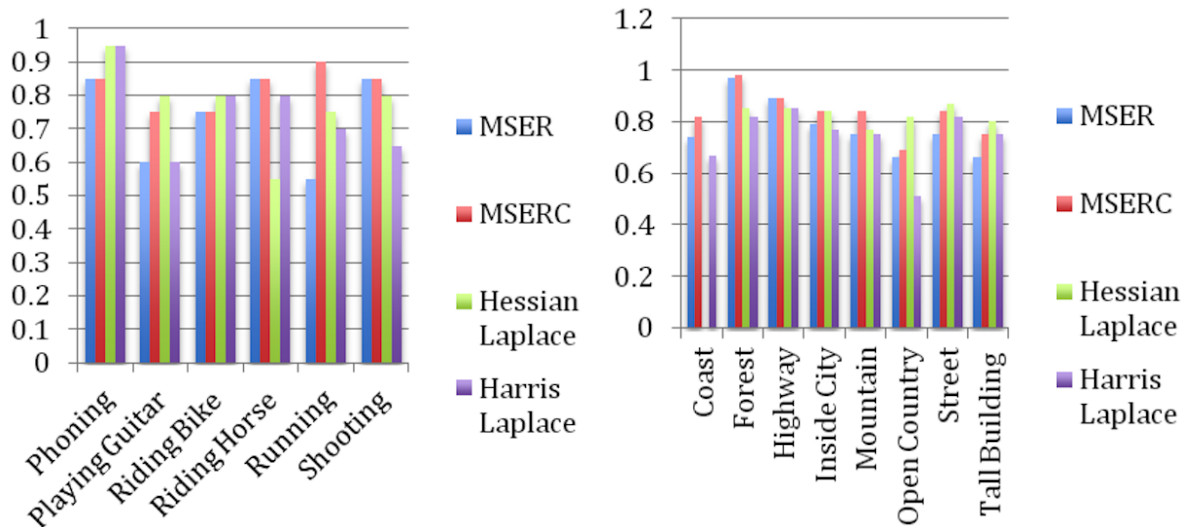 1
0.9
0.8
0.7
0.6
0.5
0.4
0.3
0.2
0.1
0
Phoning
Playing Guitar
Riding Bike
Riding Horse
Running
Shooting
MSER
MSERC
Hessian
Laplace
Harris
Laplace
1.2
1
0.8
0.6
0.4
0.2
0
Coast
Forest
Highway
Inside City
Mountain
Open Country
Street
Tall Building
MSER
MSERC
Hessian
Laplace
Harris
Laplace